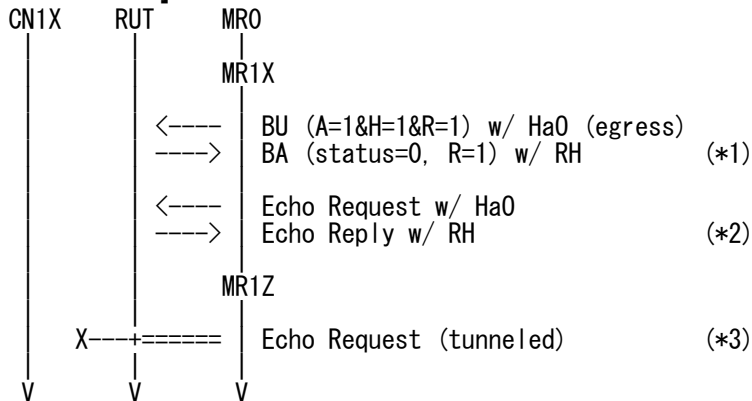 CN1X RUT MR0
MR1X
<---- BU (A=1&H=1&R=1) w/ HaO (egress)
----> BA (status=0, R=1) w/ RH (*1)
<---- Echo Request w/ HaO
----> Echo Reply w/ RH (*2)
MR1Z
X---+====== Echo Request (tunneled) (*3)
V V V